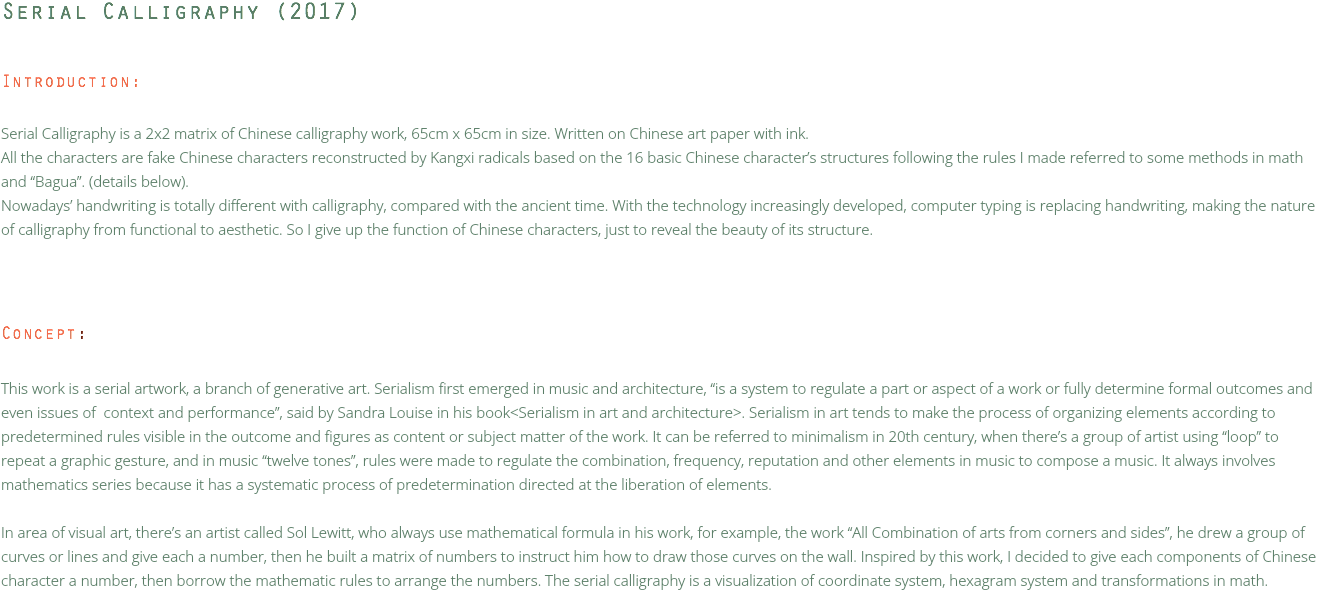 Serial Calligraphy (2017)
Introduction:
Serial Calligraphy is a 2x2 matrix of Chinese calligraphy work, 65cm x 65cm in size. Written on Chinese art paper with ink.
All the characters are fake Chinese characters reconstructed by Kangxi radicals based on the 16 basic Chinese character’s structures following the rules I made referred to some methods in math
and “Bagua”. (details below).
Nowadays’ handwriting is totally different with calligraphy, compared with the ancient time. With the technology increasingly developed, computer typing is replacing handwriting, making the nature
of calligraphy from functional to aesthetic. So I give up the function of Chinese characters, just to reveal the beauty of its structure.
Concept:
This work is a serial artwork, a branch of generative art. Serialism first emerged in music and architecture, “is a system to regulate a part or aspect of a work or fully determine formal outcomes and
even issues of  context and performance”, said by Sandra Louise in his book<Serialism in art and architecture>. Serialism in art tends to make the process of organizing elements according to
predetermined rules visible in the outcome and figures as content or subject matter of the work. It can be referred to minimalism in 20th century, when there’s a group of artist using “loop” to
repeat a graphic gesture, and in music “twelve tones”, rules were made to regulate the combination, frequency, reputation and other elements in music to compose a music. It always involves
mathematics series because it has a systematic process of predetermination directed at the liberation of elements.
In area of visual art, there’s an artist called Sol Lewitt, who always use mathematical formula in his work, for example, the work “All Combination of arts from corners and sides”, he drew a group of
curves or lines and give each a number, then he built a matrix of numbers to instruct him how to draw those curves on the wall. Inspired by this work, I decided to give each components of Chinese
character a number, then borrow the mathematic rules to arrange the numbers. The serial calligraphy is a visualization of coordinate system, hexagram system and transformations in math.